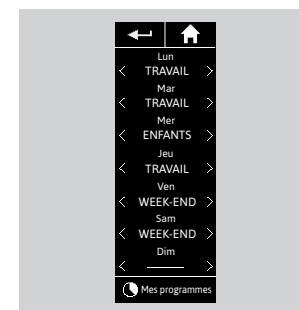 Lun
TRAVAIL
Mar
TRAVAIL
Mer
ENFANTS
Jeu
TRAVAIL
Ven
WEEK-END
Sam
WEEK-END
Dim
Mes programmes